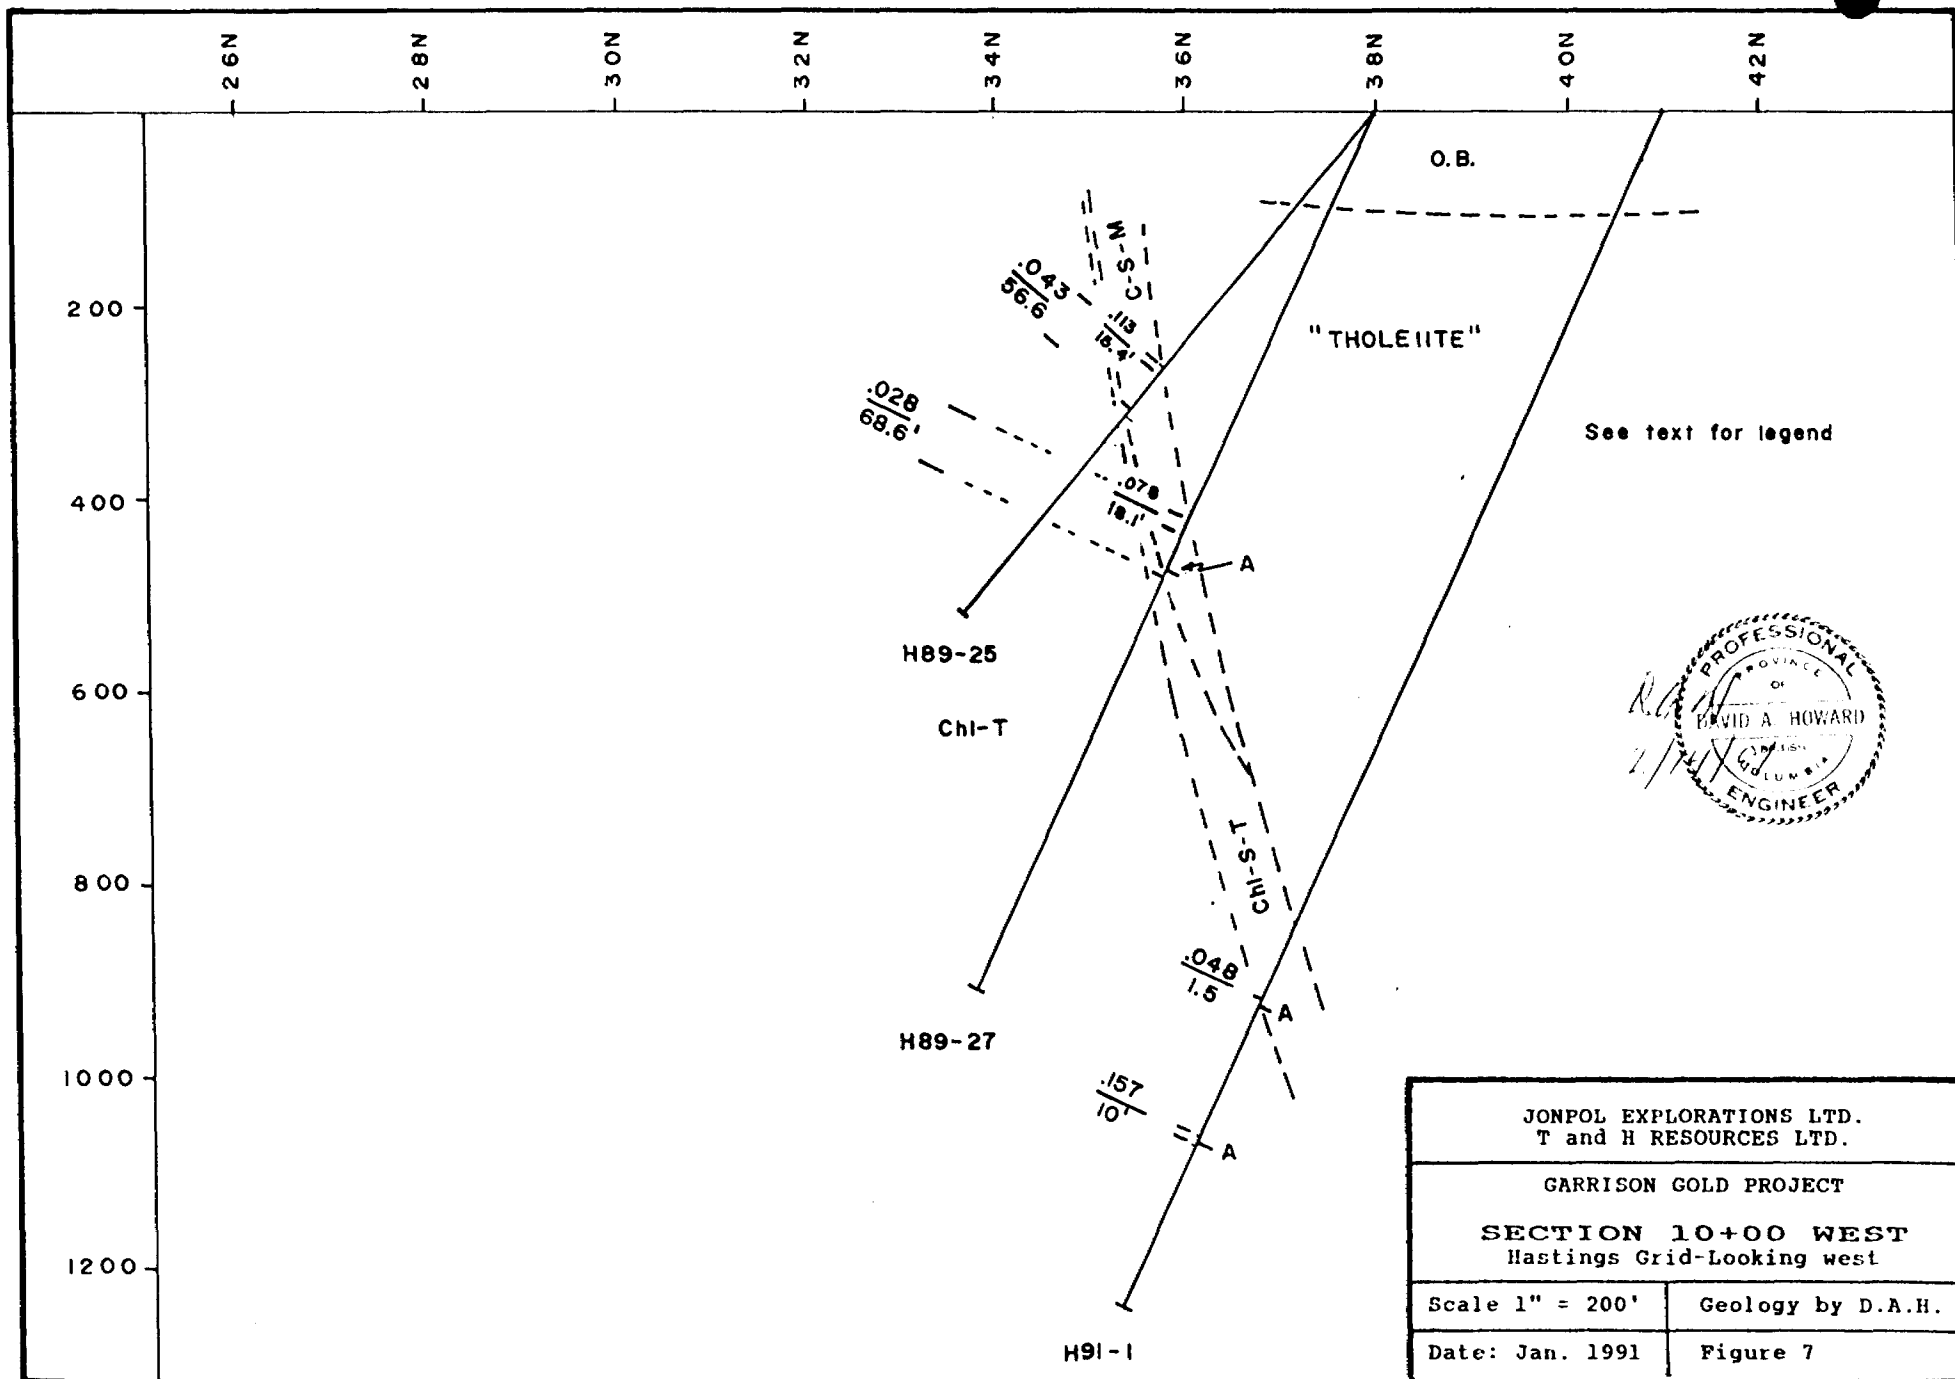 26N 28N 30N 32N 34N 36N 38N 40N 42N
O.B.
C-S-M
.043
56.6
.113
200
"THOLEIITE"
.028
68.6'
See text for legend
400
.078
18.1'
A
H89-25
600
Chl-T
PROFESSIONAL
PROVINCE
OF
DAVID A. HOWARD
BRITISH
COLUMBIA
ENGINEER
800
Chl-S-T
.048
1.5
A
H89-27
1000
.157
10'
A
1200
H91-1
JONPOL EXPLORATIONS LTD.
T and H RESOURCES LTD.
GARRISON GOLD PROJECT
SECTION 10+00 WEST
Hastings Grid-Looking west
Scale 1" = 200'
Geology by D.A.H.
Date: Jan. 1991
Figure 7